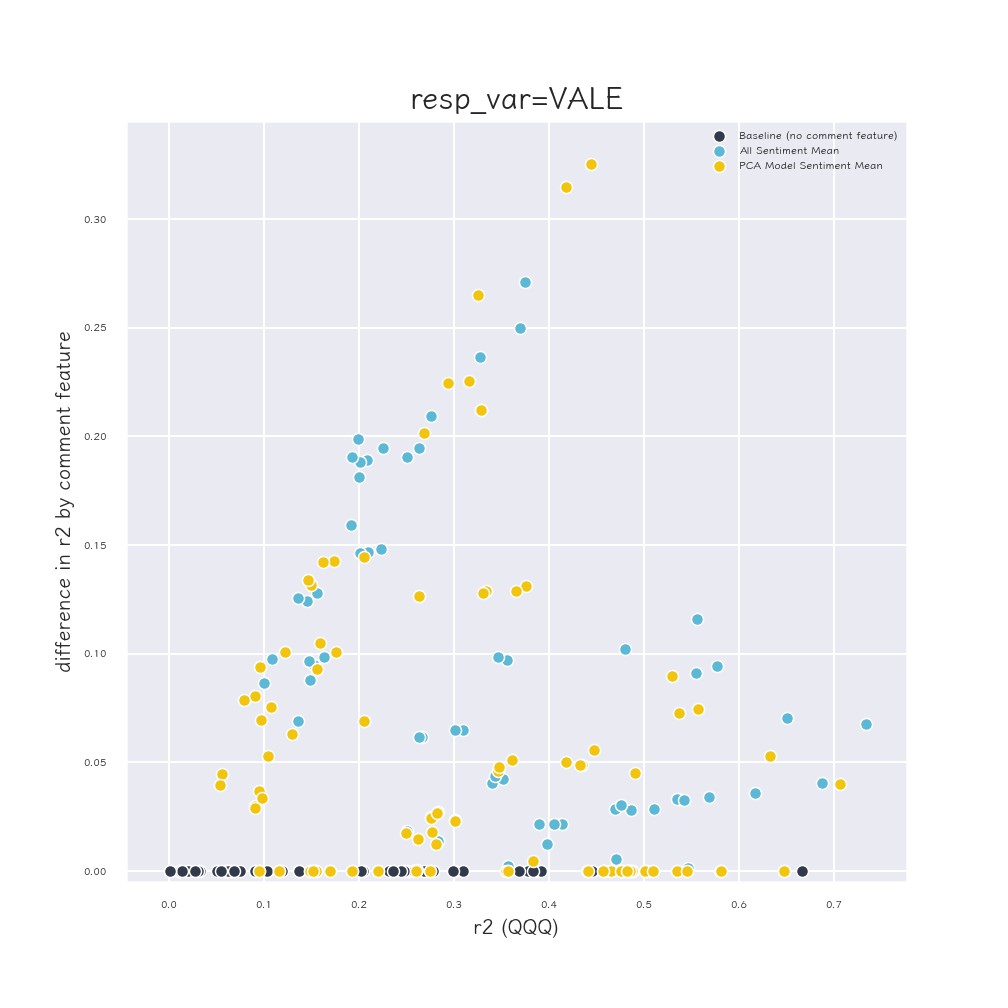 resp_var=VALE
Baseline (no comment feature)
All Sentiment Mean
PCA Model Sentiment Mean
difference in r2 by comment feature
0.30
0.25
0.20
0.15
0.10
0.05
0.00
0.0 0.1 0.2 0.3 0.4 0.5 0.6 0.7
r2 (QQQ)